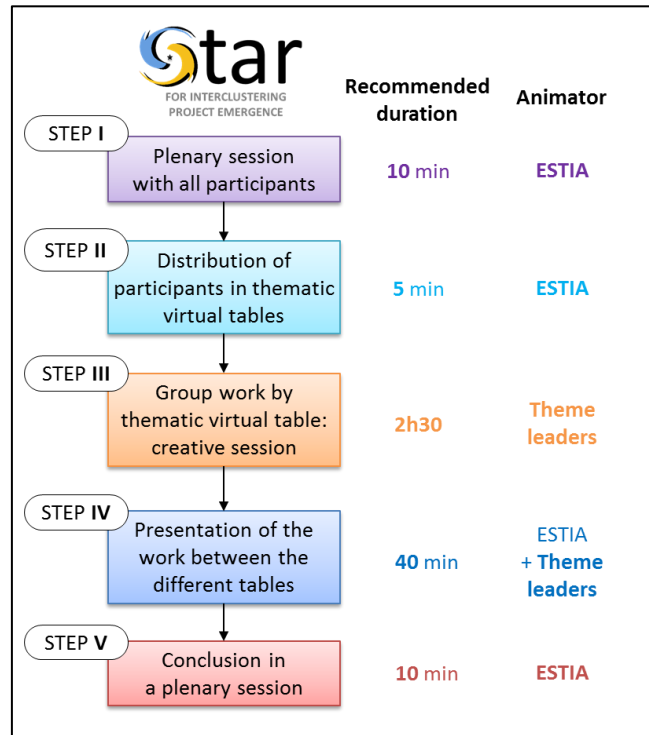 Star
FOR INTERCLUSTERING
PROJECT EMERGENCE
Recommended
duration
Animator
STEP I
Plenary session
with all participants
10 min
ESTIA
STEP II
Distribution of
participants in thematic
virtual tables
5 min
ESTIA
STEP III
Group work by
thematic virtual table:
creative session
2h30
Theme
leaders
STEP IV
Presentation of the
work between the
different tables
40 min
ESTIA
+ Theme
leaders
STEP V
Conclusion in
a plenary session
10 min
ESTIA